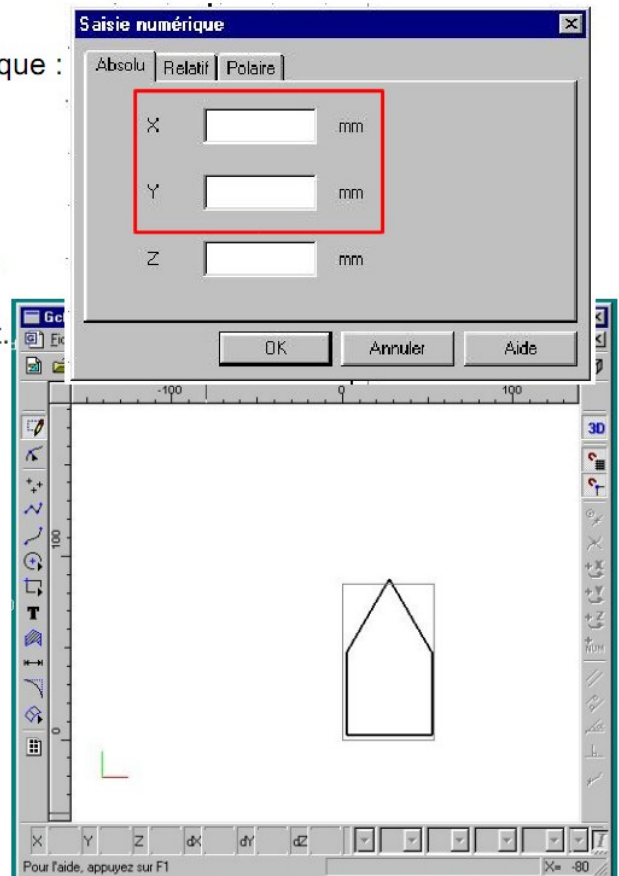 Saisie numérique
que :
Absolu Relatif Polaire
X mm
Y mm
Z mm
OK Annuler Aide
-100 0 100
3D
100
T
NUM
0
X Y Z dX dY dZ
Pour l'aide, appuyez sur F1 X= -80